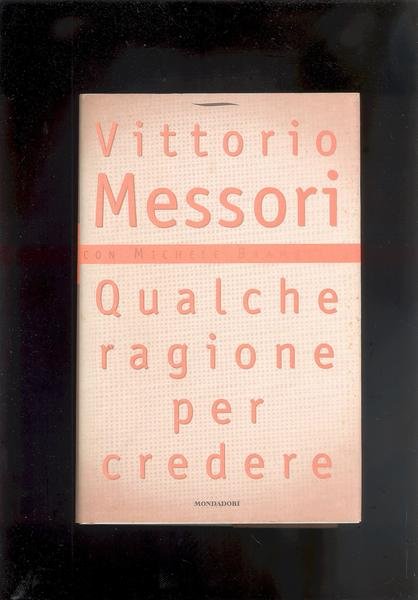 Vittorio
Messori
CON MICHELE
Qualche
ragione
per
credere
MONDADORI